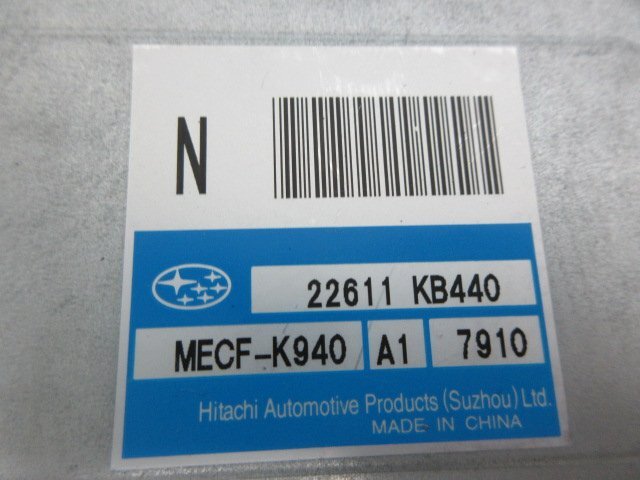 N
22611 KB440
MECF-K940 A1 7910
Hitachi Automotive Products (Suzhou) Ltd.
MADE IN CHINA